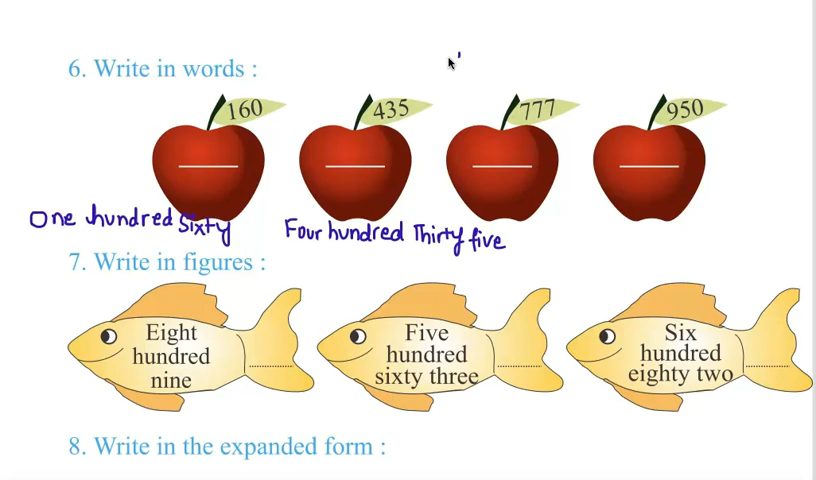 6. Write in words :
160 435 777 950
One hundred Sixty Four hundred Thirty five
7. Write in figures :
Eight Five Six
hundred hundred hundred
nine sixty three eighty two
8. Write in the expanded form :